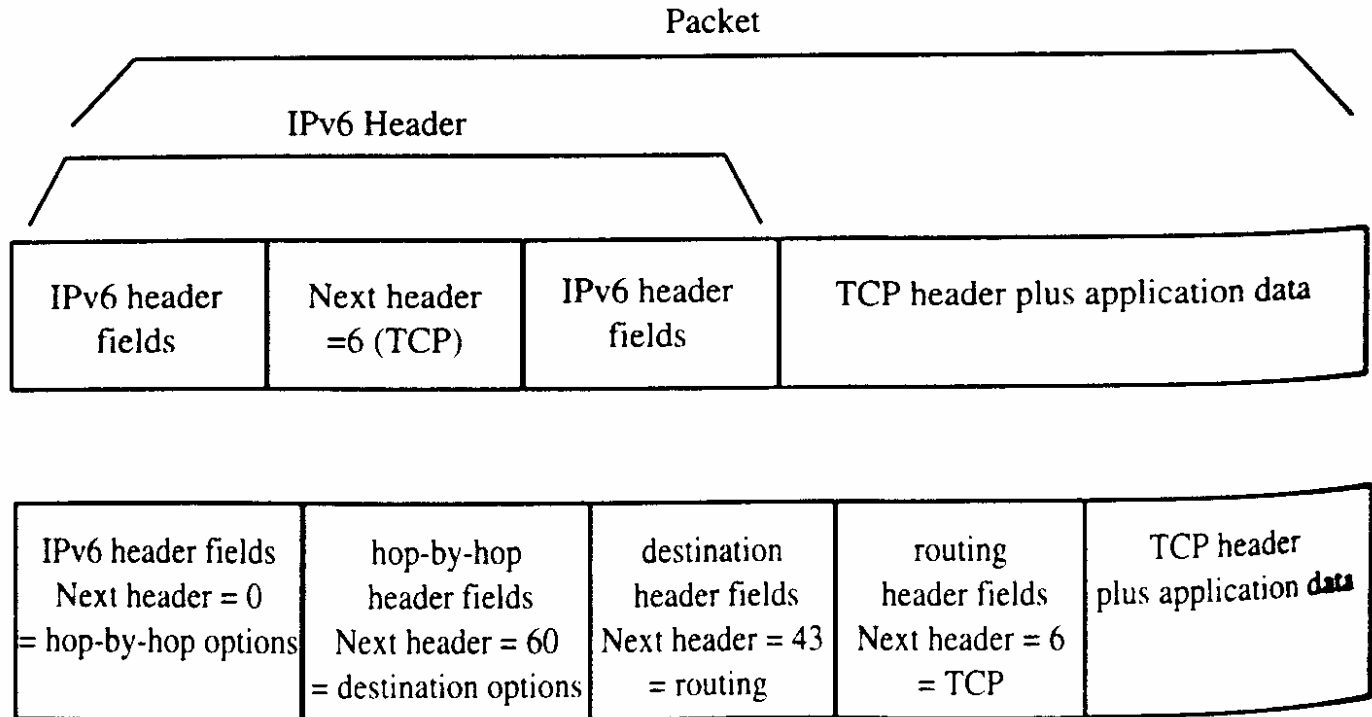 Packet
IPv6 Header
IPv6 header
fields
Next header
=6 (TCP)
IPv6 header
fields
TCP header plus application data
IPv6 header fields
Next header = 0
= hop-by-hop options
hop-by-hop
header fields
Next header = 60
= destination options
destination
header fields
Next header = 43
= routing
routing
header fields
Next header = 6
= TCP
TCP header
plus application data